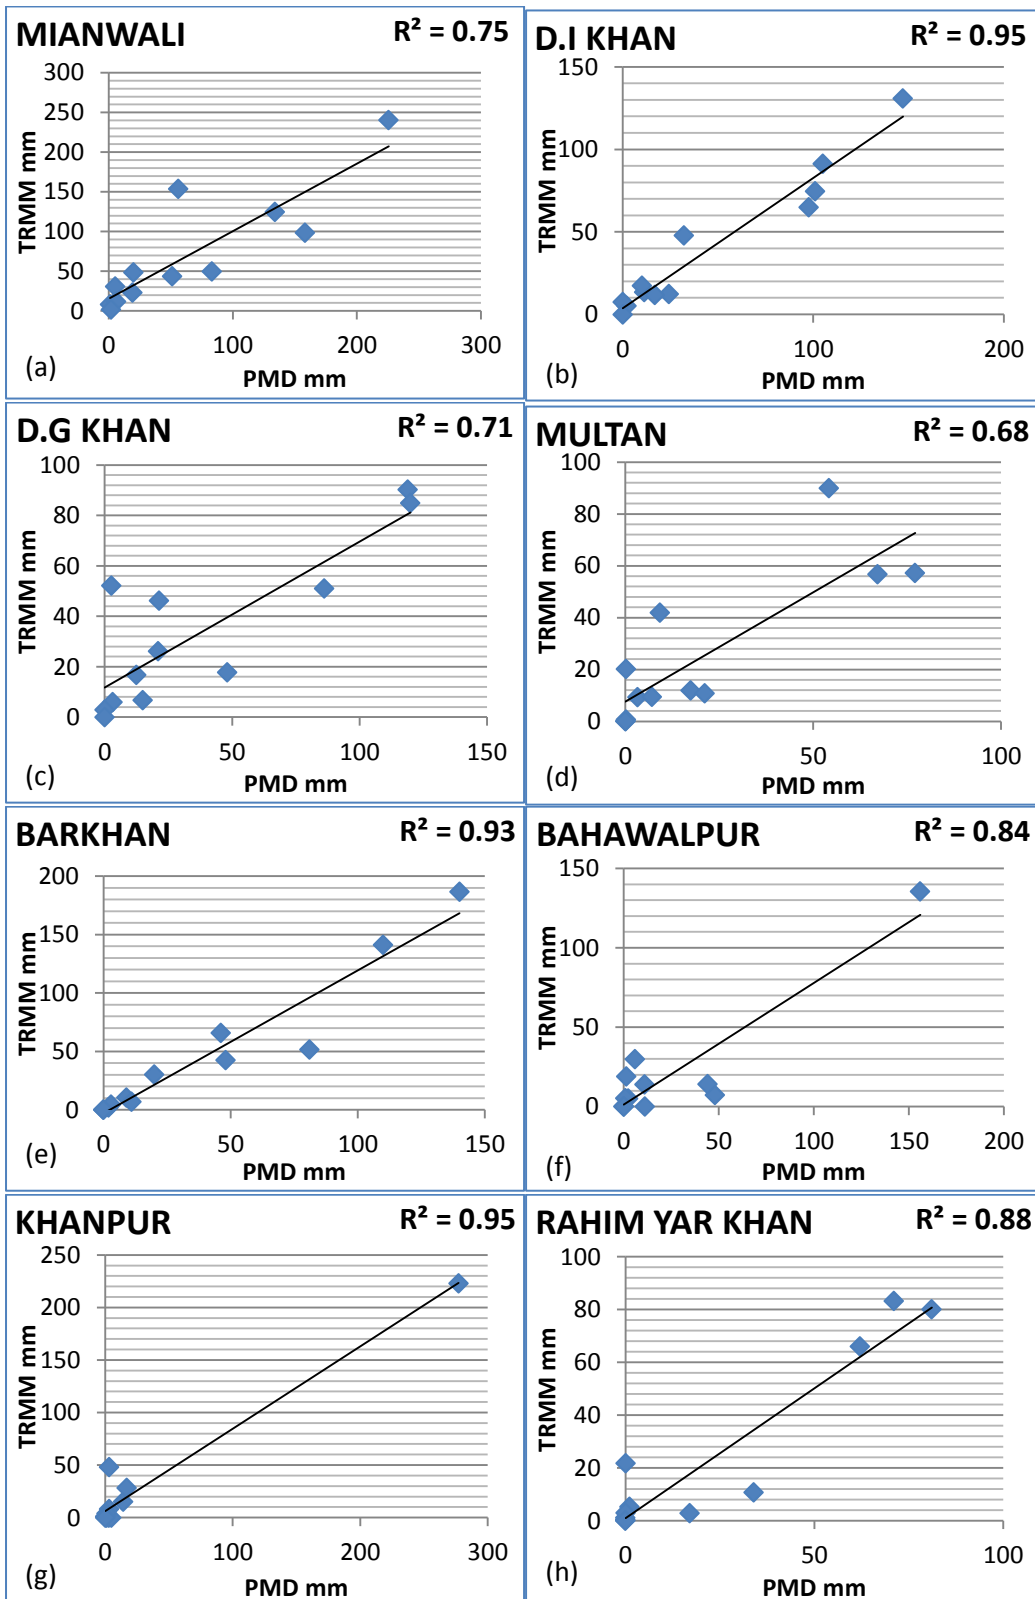 MIANWALI R² = 0.75
300
250
200
150
100
50
0
TRMM mm
0 100 200 300
PMD mm
(a)
D.I KHAN R² = 0.95
150
100
50
0
TRMM mm
0 100 200
PMD mm
(b)
D.G KHAN R² = 0.71
100
80
60
40
20
0
TRMM mm
0 50 100 150
PMD mm
(c)
MULTAN R² = 0.68
100
80
60
40
20
0
TRMM mm
0 50 100
PMD mm
(d)
BARKHAN R² = 0.93
200
150
100
50
0
TRMM mm
0 50 100 150
PMD mm
(e)
BAHAWALPUR R² = 0.84
150
100
50
0
TRMM mm
0 50 100 150 200
PMD mm
(f)
KHANPUR R² = 0.95
250
200
150
100
50
0
TRMM mm
0 100 200 300
PMD mm
(g)
RAHIM YAR KHAN R² = 0.88
100
80
60
40
20
0
TRMM mm
0 50 100
PMD mm
(h)